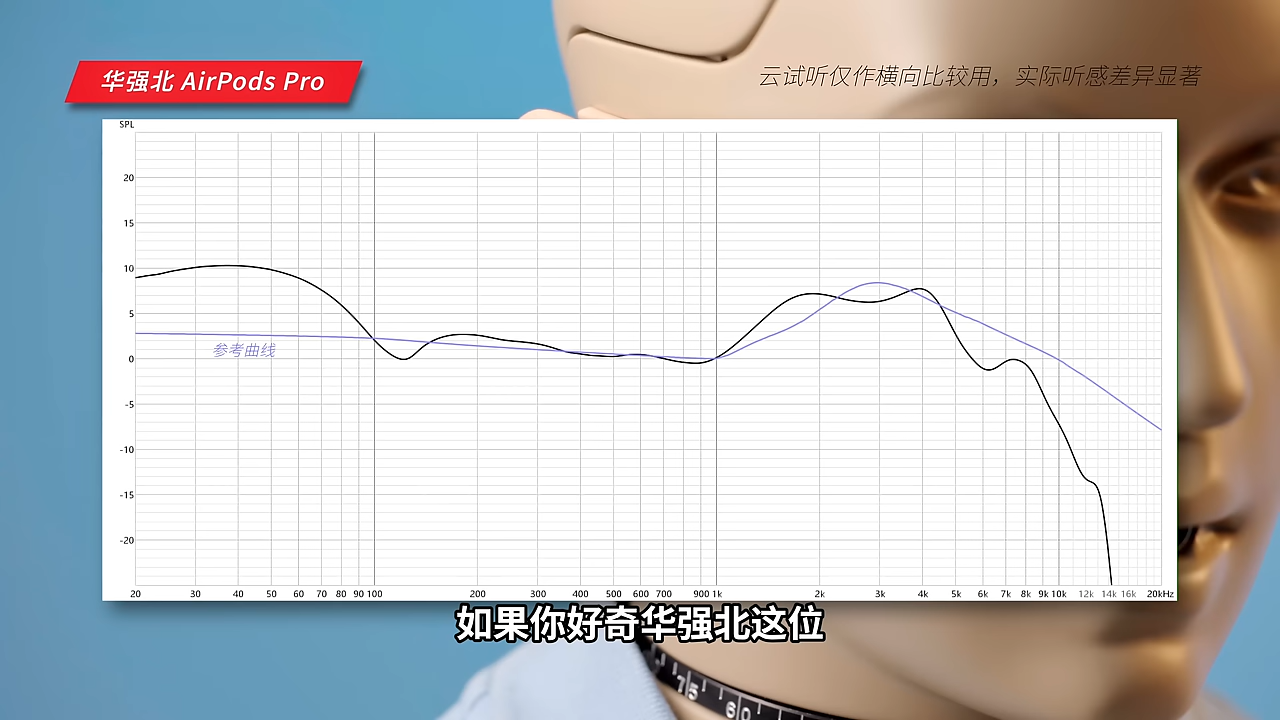 华强北 AirPods Pro
云试听仅作横向比较用，实际听感差异显著
SPL
20
15
10
5
0
-5
-10
-15
-20
参考曲线
20 30 40 50 60 70 80 90 100 200 300 400 500 600 700 900 1k 2k 3k 4k 5k 6k 7k 8k 9k 10k 12k 14k 16k 20kHz
如果你好奇华强北这位
75
60